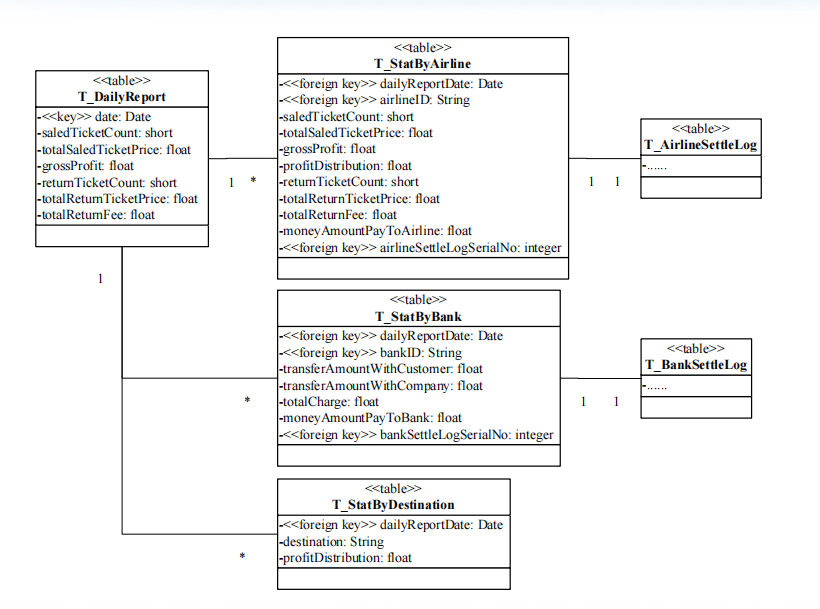 <<table>>
T_DailyReport
-<<key>> date: Date
-saledTicketCount: short
-totalSaledTicketPrice: float
-grossProfit: float
-returnTicketCount: short
-totalReturnTicketPrice: float
-totalReturnFee: float
1
*
1
<<table>>
T_StatByAirline
-<<foreign key>> dailyReportDate: Date
-<<foreign key>> airlineID: String
-saledTicketCount: short
-totalSaledTicketPrice: float
-grossProfit: float
-profitDistribution: float
-returnTicketCount: short
-totalReturnTicketPrice: float
-totalReturnFee: float
-moneyAmountPayToAirline: float
-<<foreign key>> airlineSettleLogSerialNo: integer
1 1
<<table>>
T_AirlineSettleLog
-......
<<table>>
T_StatByBank
-<<foreign key>> dailyReportDate: Date
-<<foreign key>> bankID: String
-transferAmountWithCustomer: float
-transferAmountWithCompany: float
-totalCharge: float
-moneyAmountPayToBank: float
-<<foreign key>> bankSettleLogSerialNo: integer
*
1 1
<<table>>
T_BankSettleLog
-......
<<table>>
T_StatByDestination
-<<foreign key>> dailyReportDate: Date
-destination: String
-profitDistribution: float
*